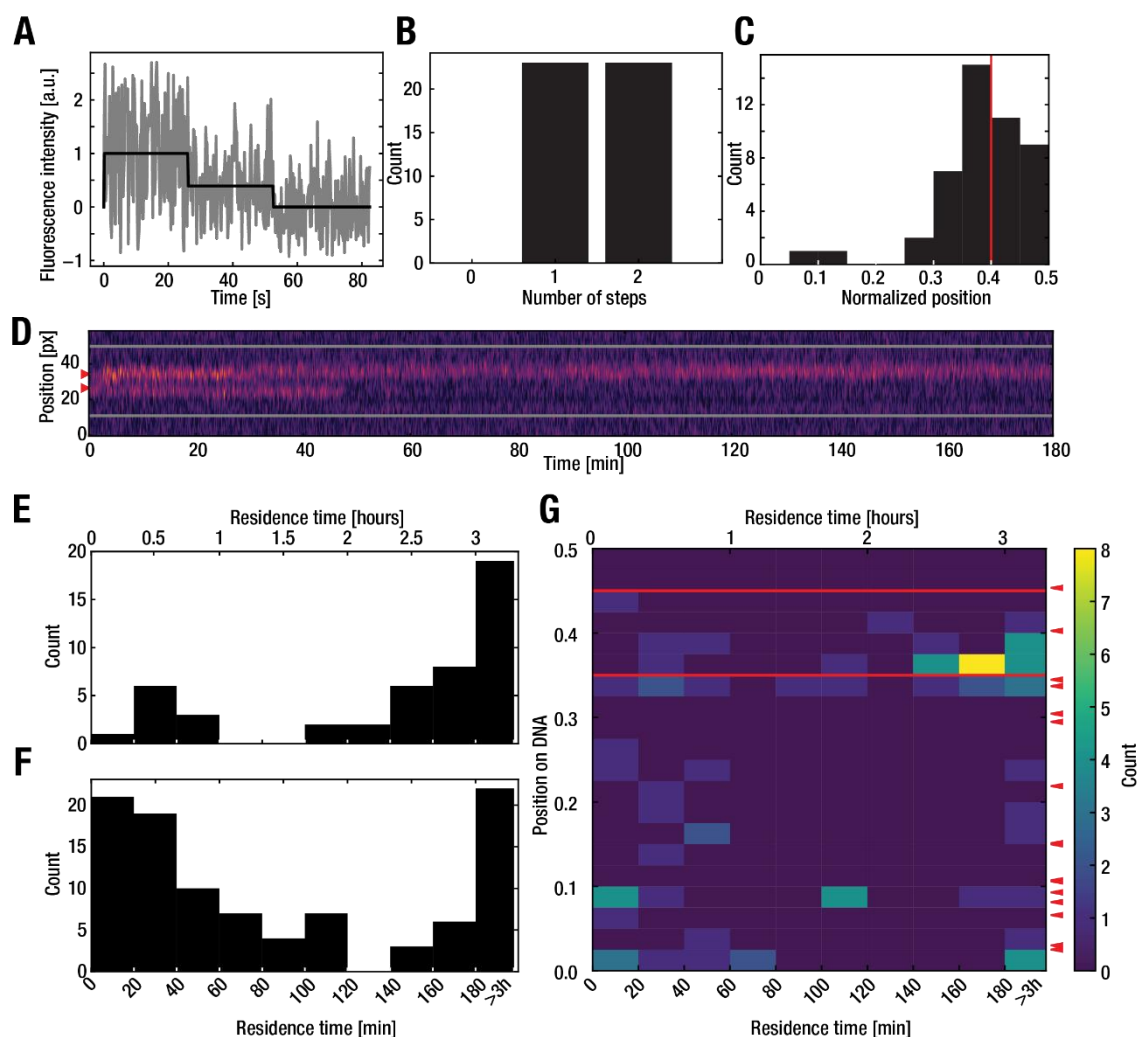 A
Fluorescence intensity [a.u.]
2
1
0
−1
0 20 40 60 80
Time [s]
B
Count
20
15
10
5
0
0 1 2
Number of steps
C
Count
12
8
4
0
0 0.1 0.2 0.3 0.4 0.5
Normalized position
D
Position [px]
40
20
0
0 20 40 60 80 100 120 140 160 180
Time [min]
E
Residence time [hours]
0 0.5 1 1.5 2 2.5 3
Count
20
15
10
5
0
F
Count
20
15
10
5
0
0 20 40 60 80 100 120 140 160 180 >3h
Residence time [min]
G
Residence time [hours]
0 1 2 3
Position on DNA
0.5
0.4
0.3
0.2
0.1
0.0
0 20 40 60 80 100 120 140 160 180 >3h
Residence time [min]
8
7
6
5
4
3
2
1
0
Count